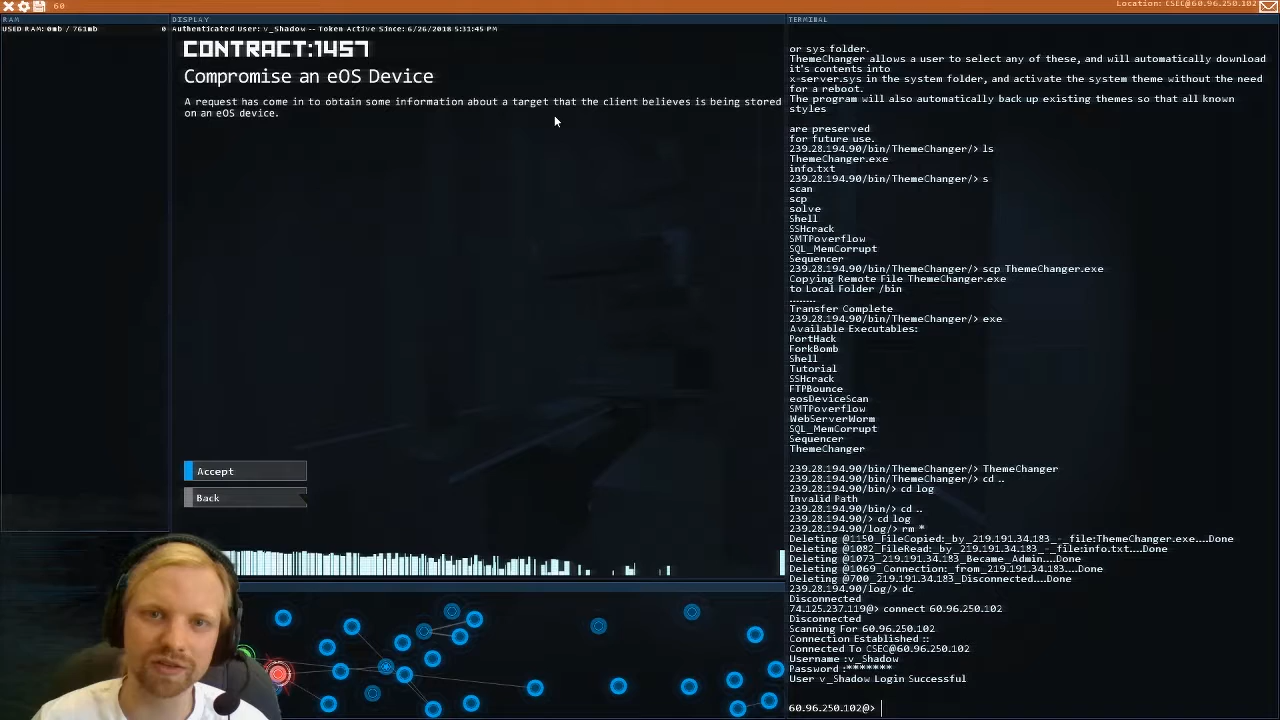 60
Location: CSEC@60.96.250.102
RAM
DISPLAY
TERMINAL
USED RAM: 0mb / 761mb
0
Authenticated User: v_Shadow -- Token Active Since: 6/26/2018 5:31:45 PM
CONTRACT:1457
Compromise an eOS Device
A request has come in to obtain some information about a target that the client believes is being stored
on an eOS device.
Accept
Back
or sys folder.
ThemeChanger allows a user to select any of these, and will automatically download
it's contents into
x-server.sys in the system folder, and activate the system theme without the need
for a reboot.
The program will also automatically back up existing themes so that all known
styles
are preserved
for future use.
239.28.194.90/bin/ThemeChanger/> ls
ThemeChanger.exe
info.txt
239.28.194.90/bin/ThemeChanger/> s
scan
scp
solve
Shell
SSHcrack
SMTPoverflow
SQL_MemCorrupt
Sequencer
239.28.194.90/bin/ThemeChanger/> scp ThemeChanger.exe
Copying Remote File ThemeChanger.exe
to Local Folder /bin
........
Transfer Complete
239.28.194.90/bin/ThemeChanger/> exe
Available Executables:
PortHack
ForkBomb
Shell
Tutorial
SSHcrack
FTPBounce
eosDeviceScan
SMTPoverflow
WebServerWorm
SQL_MemCorrupt
Sequencer
ThemeChanger
239.28.194.90/bin/ThemeChanger/> ThemeChanger
239.28.194.90/bin/ThemeChanger/> cd ..
239.28.194.90/bin/> cd log
Invalid Path
239.28.194.90/bin/> cd ..
239.28.194.90/> cd log
239.28.194.90/log/> rm *
Deleting @1150_FileCopied:_by_219.191.34.183_-_file:ThemeChanger.exe....Done
Deleting @1082_FileRead:_by_219.191.34.183_-_file:info.txt....Done
Deleting @1073_219.191.34.183_Became_Admin....Done
Deleting @1069_Connection:_from_219.191.34.183....Done
Deleting @700_219.191.34.183_Disconnected....Done
239.28.194.90/log/> dc
Disconnected
74.125.237.119@> connect 60.96.250.102
Disconnected
Scanning For 60.96.250.102
Connection Established ::
Connected To CSEC@60.96.250.102
Username :v_Shadow
Password :*******
User v_Shadow Login Successful
60.96.250.102@>